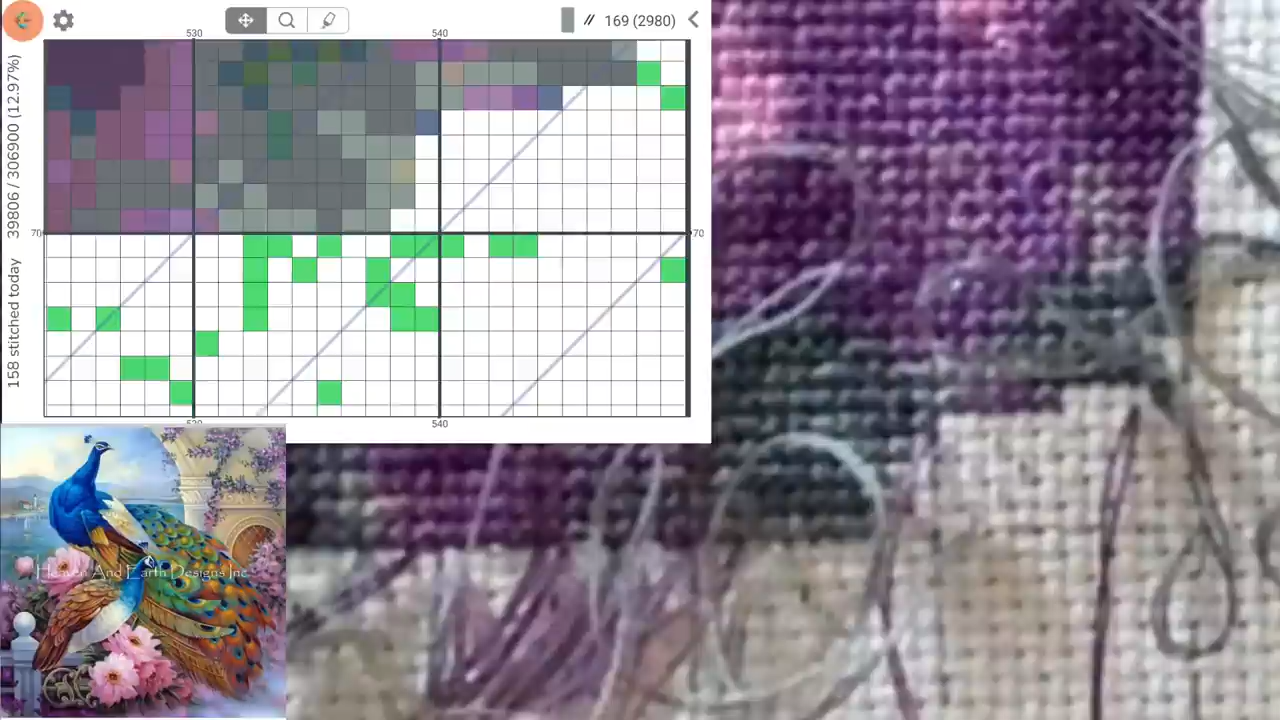 530
540
// 169 (2980)
39806 / 306900 (12.97%)
158 stitched today
70
70
530
540
Heaven And Earth Designs Inc